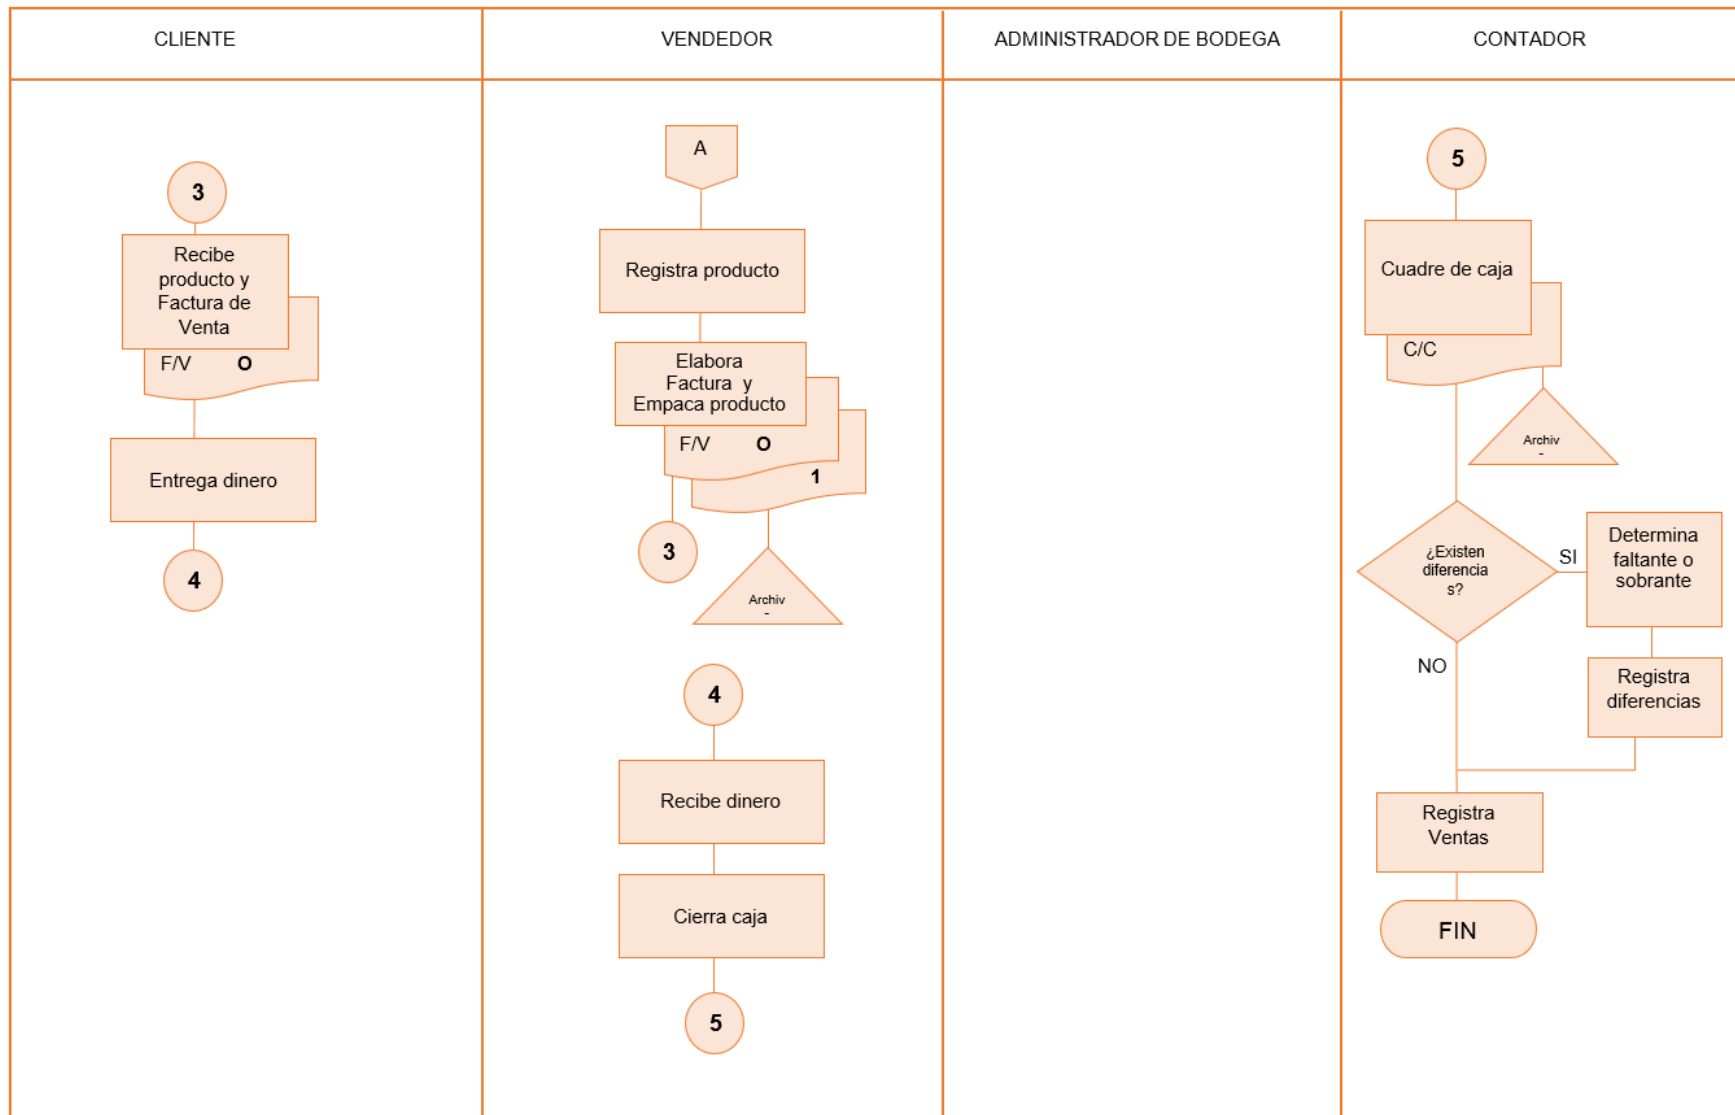 CLIENTE
VENDEDOR
ADMINISTRADOR DE BODEGA
CONTADOR
3
Recibe
producto y
Factura de
Venta
F/V O
Entrega dinero
4
A
Registra producto
Elabora
Factura y
Empaca producto
F/V O
1
3
Archiv
-
4
Recibe dinero
Cierra caja
5
5
Cuadre de caja
C/C
Archiv
-
¿Existen
diferencia
s?
SI
NO
Determina
faltante o
sobrante
Registra
diferencias
Registra
Ventas
FIN